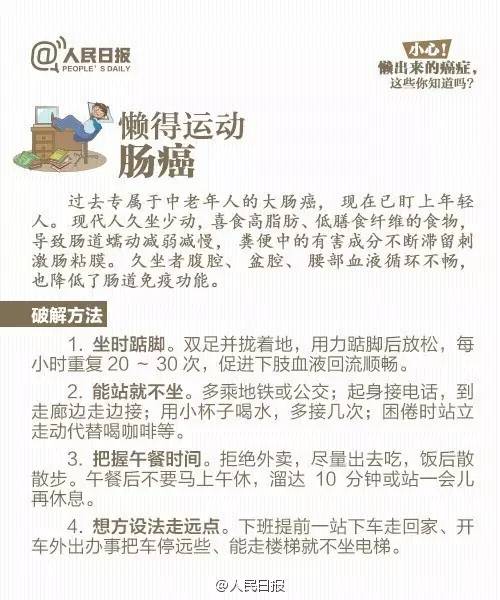 @人民日报
PEOPLE'S DAILY
小心！
懒出来的癌症，
这些你知道吗？
懒得运动
肠癌
过去专属于中老年人的大肠癌，现在已盯上年轻
人。现代人久坐少动，喜食高脂肪、低膳食纤维的食物，
导致肠道蠕动减弱减慢，粪便中的有害成分不断滞留刺
激肠粘膜。久坐者腹腔、盆腔、腰部血液循环不畅，
也降低了肠道免疫功能。
破解方法
1. 坐时踮脚。双足并拢着地，用力踮脚后放松，每
小时重复 20 ~ 30 次，促进下肢血液回流顺畅。
2. 能站就不坐。多乘地铁或公交；起身接电话，到
走廊边走边接；用小杯子喝水，多接几次；困倦时站立
走动代替喝咖啡等。
3. 把握午餐时间。拒绝外卖，尽量出去吃，饭后散
散步。午餐后不要马上午休，溜达 10 分钟或站一会儿
再休息。
4. 想方设法走远点。下班提前一站下车走回家、开
车外出办事把车停远些、能走楼梯就不坐电梯。
@人民日报